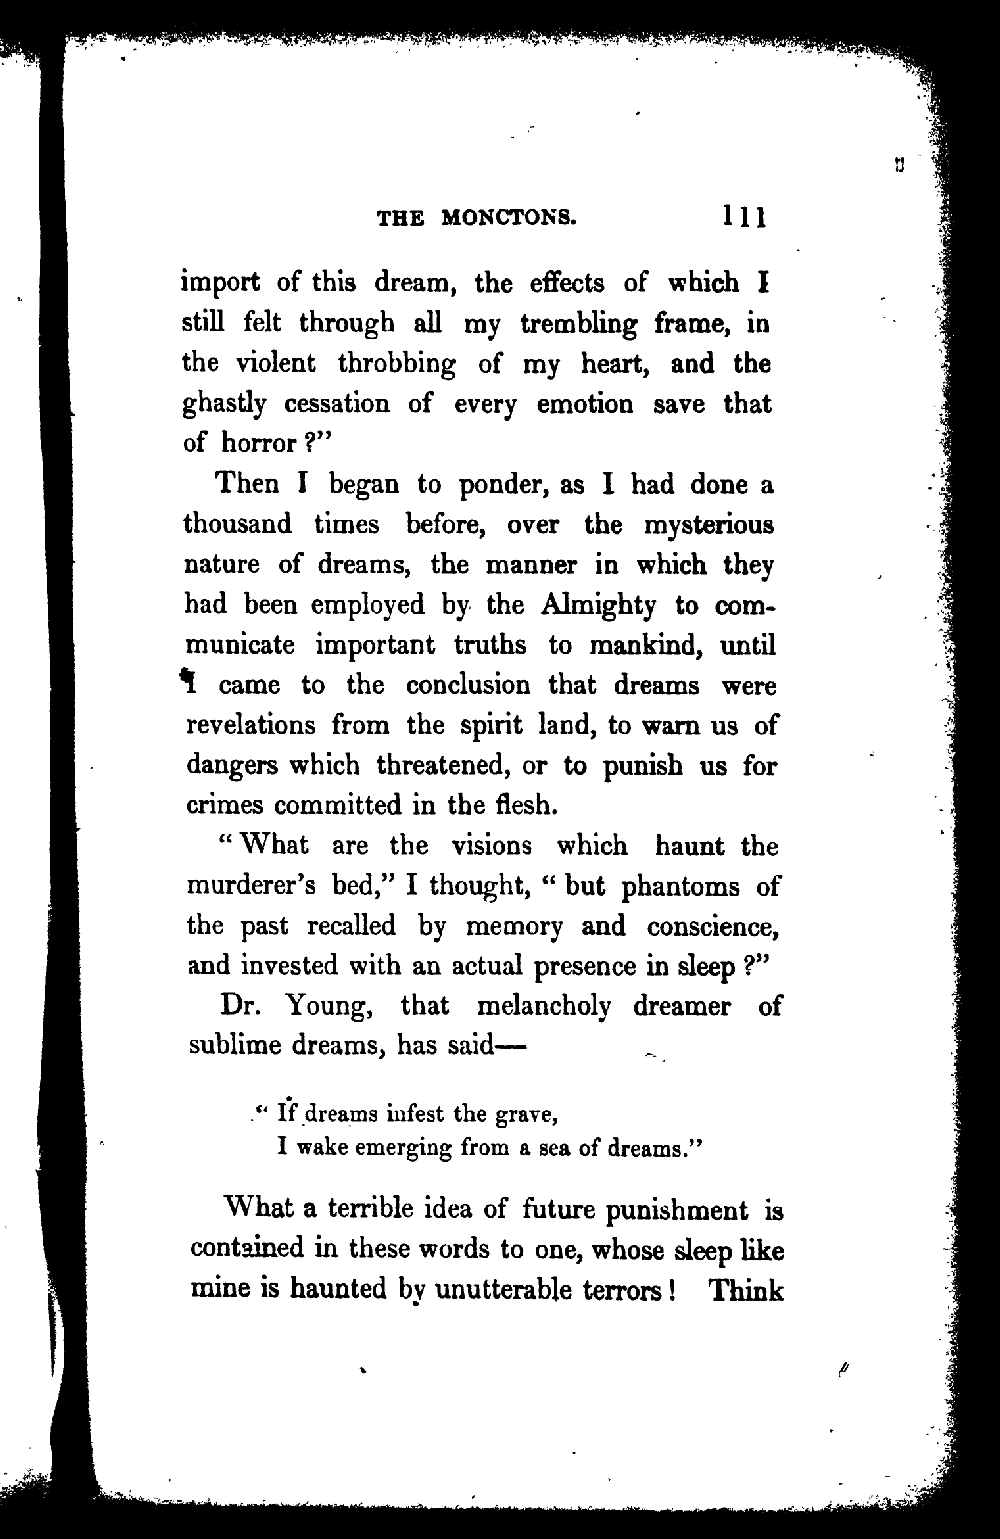 THE MONCTONS. 111
import of this dream, the effects of which I
still felt through all my trembling frame, in
the violent throbbing of my heart, and the
ghastly cessation of every emotion save that
of horror ?”
Then I began to ponder, as I had done a
thousand times before, over the mysterious
nature of dreams, the manner in which they
had been employed by the Almighty to com-
municate important truths to mankind, until
I came to the conclusion that dreams were
revelations from the spirit land, to warn us of
dangers which threatened, or to punish us for
crimes committed in the flesh.
“ What are the visions which haunt the
murderer’s bed,” I thought, “ but phantoms of
the past recalled by memory and conscience,
and invested with an actual presence in sleep ?”
Dr. Young, that melancholy dreamer of
sublime dreams, has said—
“ If dreams infest the grave,
I wake emerging from a sea of dreams.”
What a terrible idea of future punishment is
contained in these words to one, whose sleep like
mine is haunted by unutterable terrors ! Think